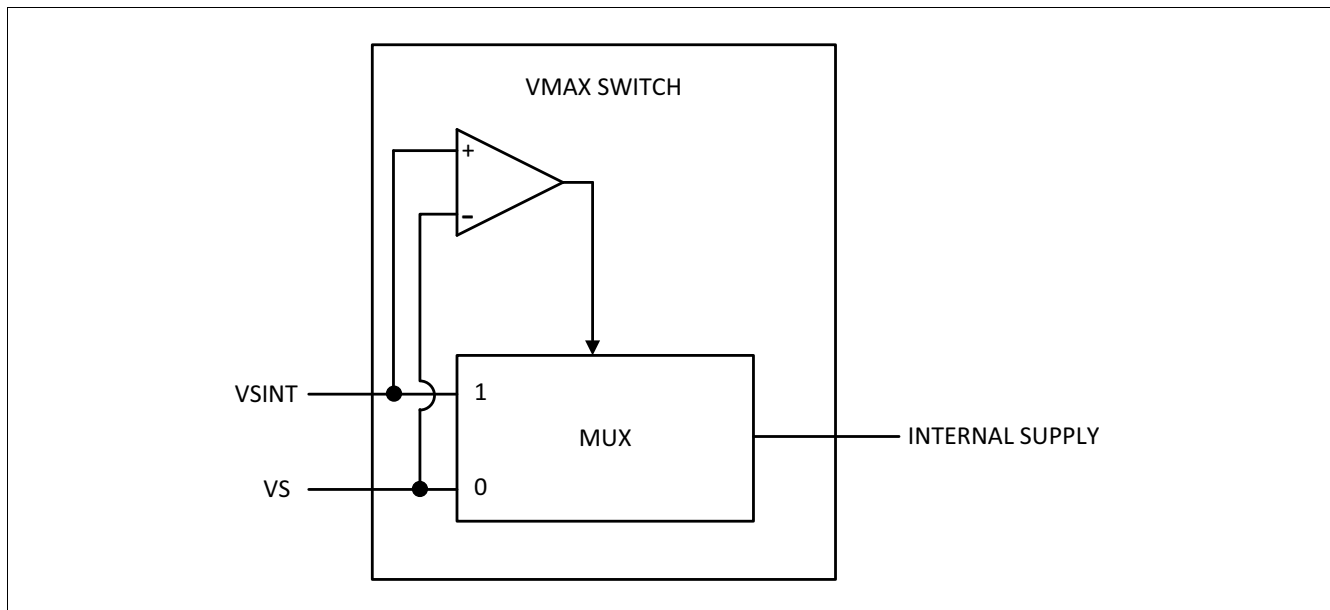 VMAX SWITCH
+
-
VSINT
1
MUX
INTERNAL SUPPLY
VS
0